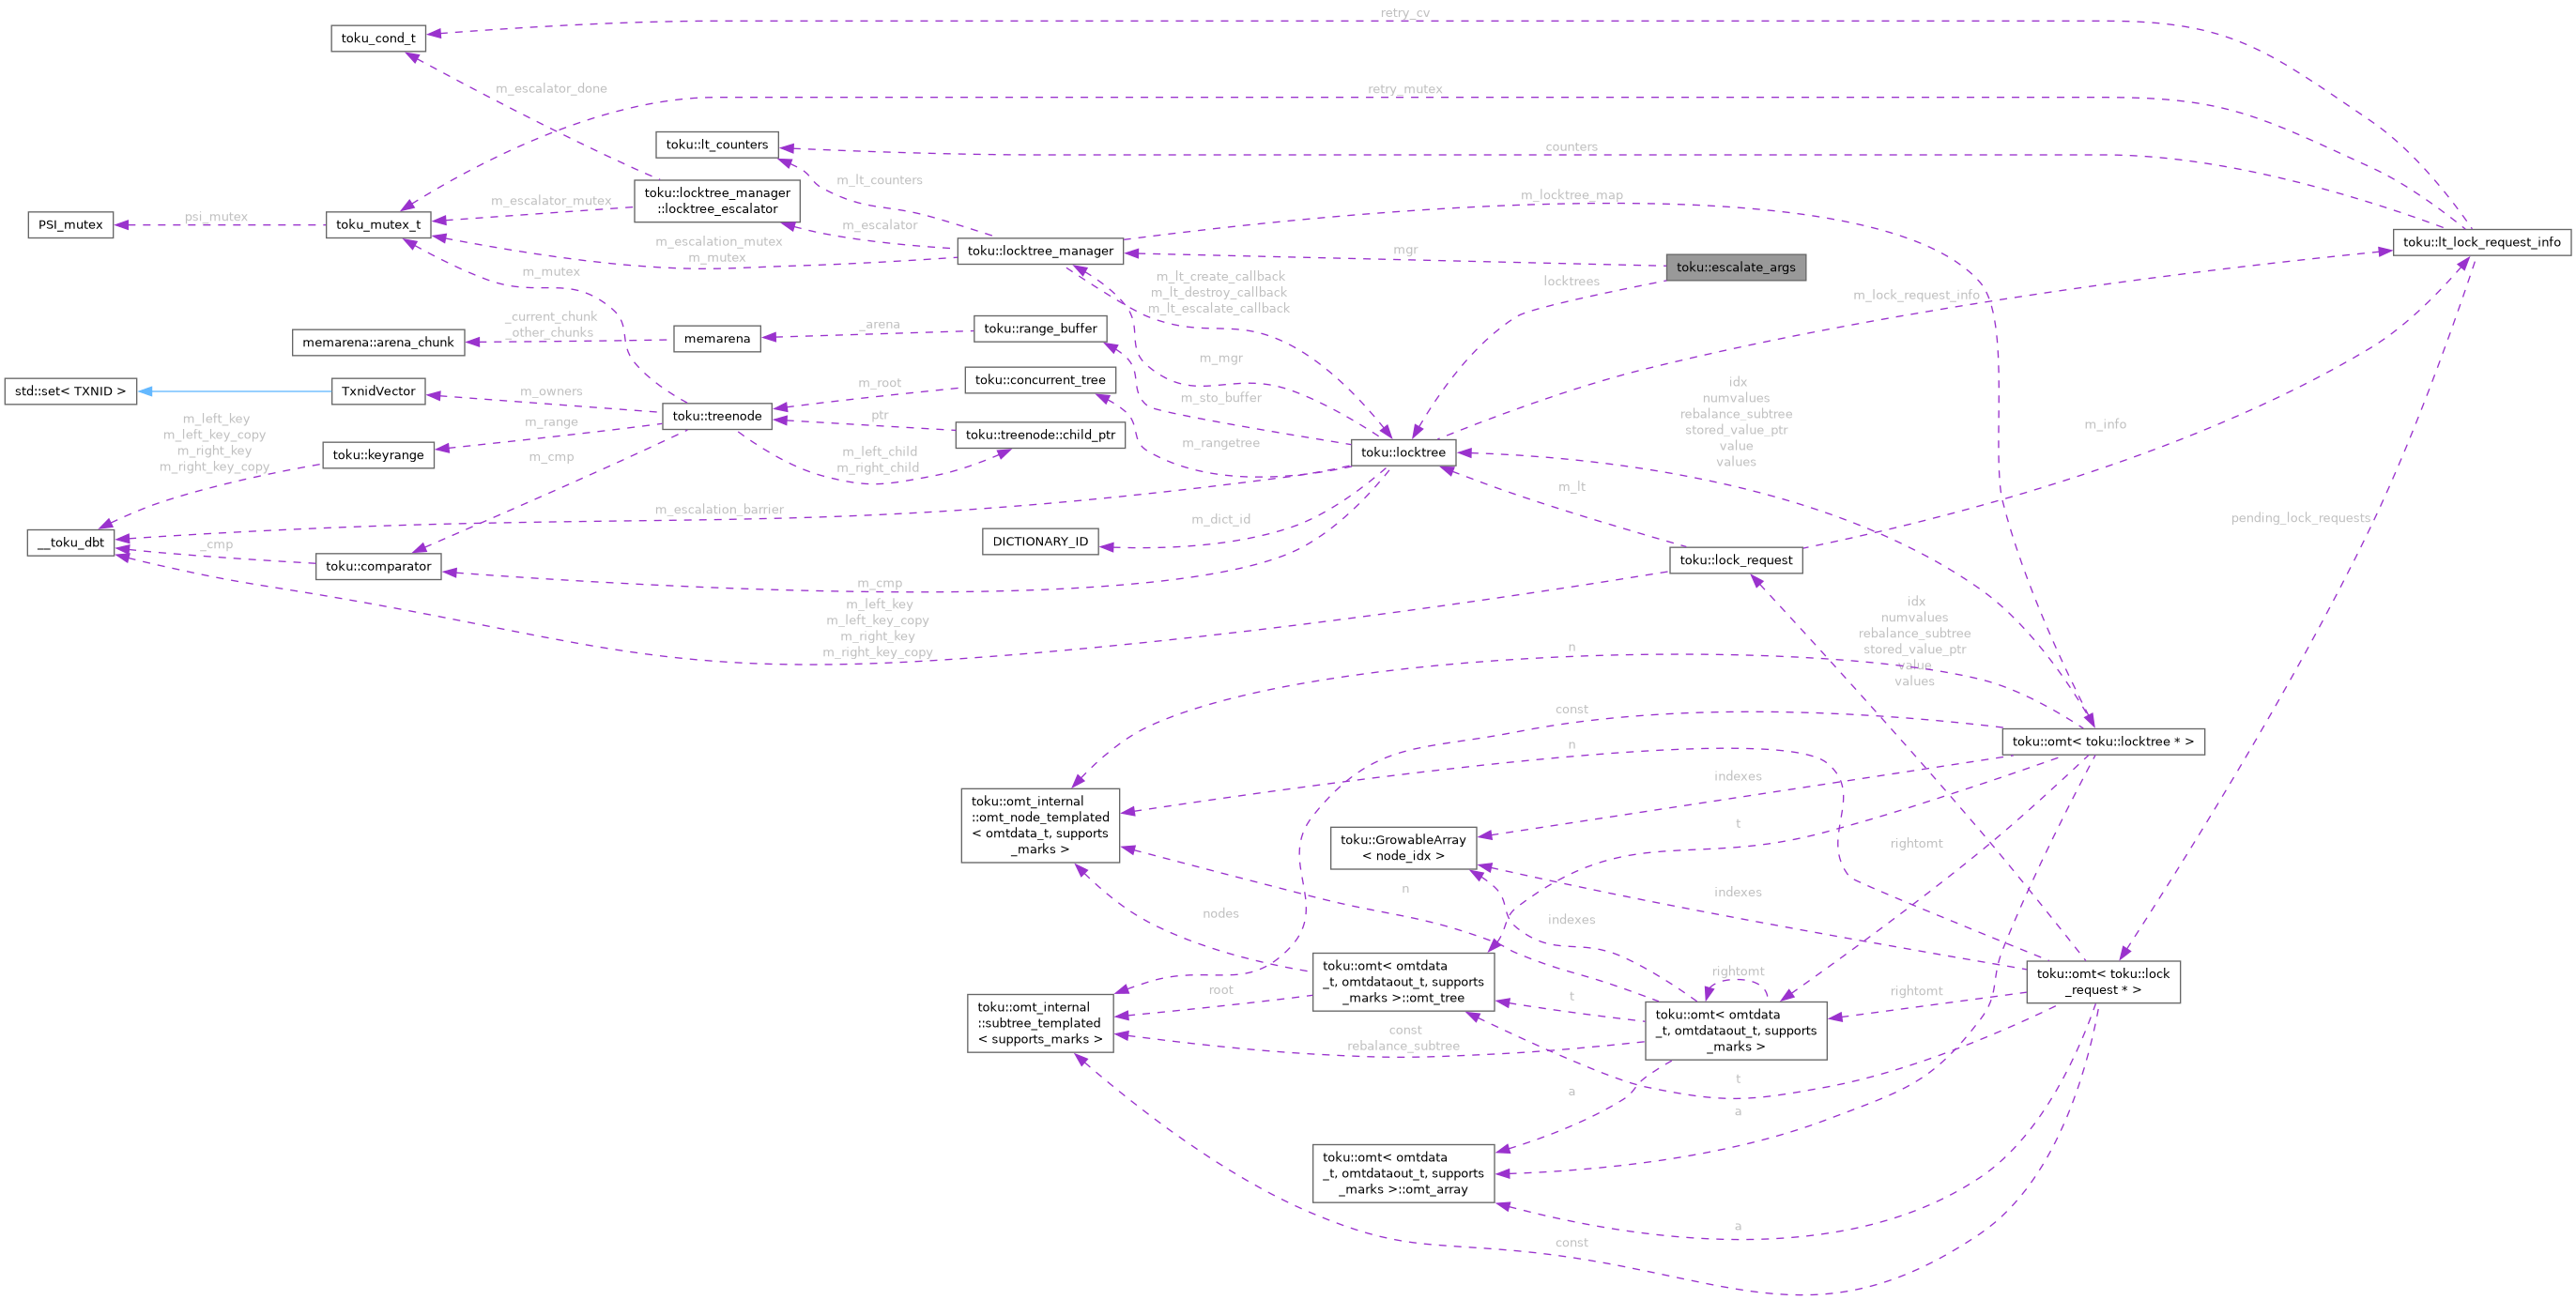 retry_cv
toku_cond_t
m_escalator_done
retry_mutex
toku::lt_counters
counters
m_lt_counters
toku::locktree_manager
::locktree_escalator
m_escalator_mutex
m_locktree_map
psi_mutex
PSI_mutex
toku_mutex_t
m_escalator
m_escalation_mutex
m_mutex
toku::locktree_manager
mgr
toku::lt_lock_request_info
toku::escalate_args
m_mutex
m_lt_create_callback
m_lt_destroy_callback
m_lt_escalate_callback
locktrees
m_lock_request_info
_current_chunk
_other_chunks
_arena
toku::range_buffer
memarena::arena_chunk
memarena
m_mgr
std::set< TXNID >
TxnidVector
m_owners
m_root
toku::concurrent_tree
m_sto_buffer
idx
numvalues
rebalance_subtree
stored_value_ptr
value
values
m_left_key
m_left_key_copy
m_right_key
m_right_key_copy
m_range
toku::treenode
ptr
toku::treenode::child_ptr
m_info
toku::keyrange
m_cmp
m_left_child
m_right_child
m_rangetree
toku::locktree
m_lt
m_escalation_barrier
m_dict_id
pending_lock_requests
__toku_dbt
_cmp
DICTIONARY_ID
toku::comparator
toku::lock_request
m_cmp
m_left_key
m_left_key_copy
m_right_key
m_right_key_copy
idx
numvalues
rebalance_subtree
stored_value_ptr
value
values
n
const
n
toku::omt< toku::locktree * >
indexes
toku::omt_internal
::omt_node_templated
< omtdata_t, supports
_marks >
t
toku::GrowableArray
< node_idx >
rightomt
n
indexes
nodes
indexes
toku::omt< omtdata
_t, omtdataout_t, supports
_marks >::omt_tree
rightomt
toku::omt< toku::lock
_request * >
root
t
rightomt
toku::omt_internal
::subtree_templated
< supports_marks >
const
rebalance_subtree
toku::omt< omtdata
_t, omtdataout_t, supports
_marks >
t
a
a
toku::omt< omtdata
_t, omtdataout_t, supports
_marks >::omt_array
a
const